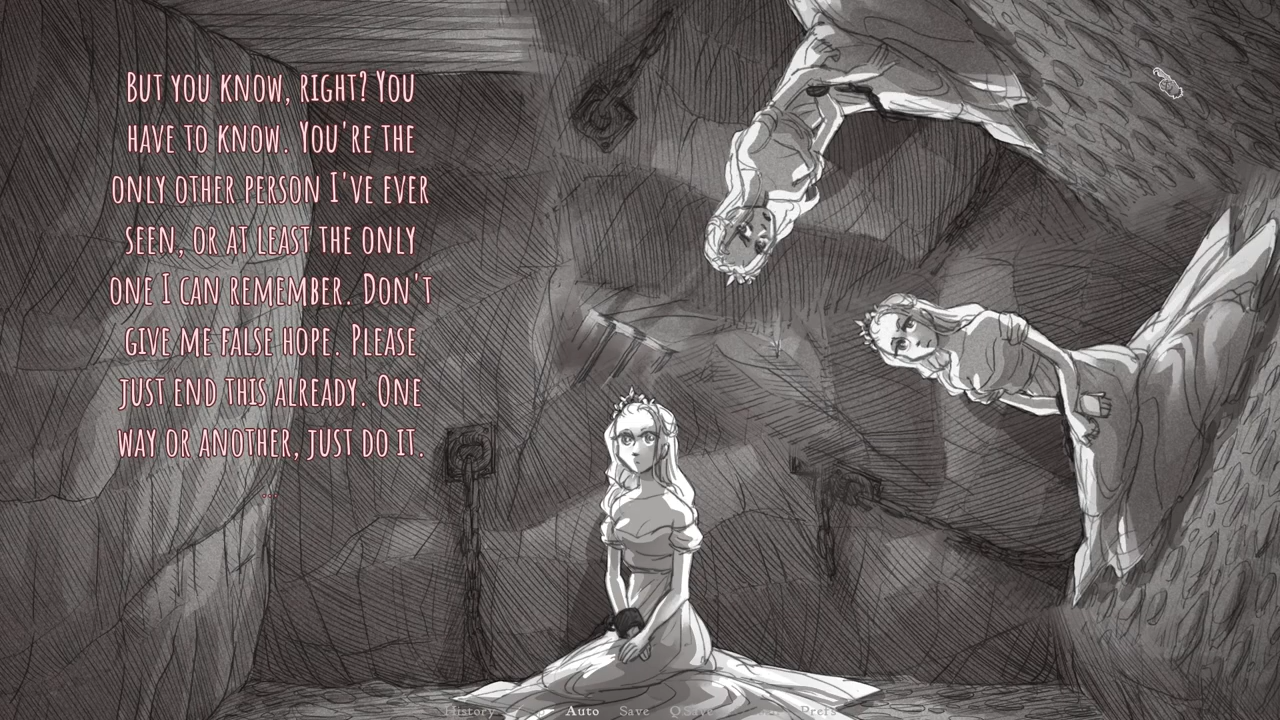 But you know, right? You
have to know. You're the
only other person I've ever
seen, or at least the only
one I can remember. Don't
give me false hope. Please
just end this already. One
way or another, just do it.
History Auto Save Q.Save Prefs